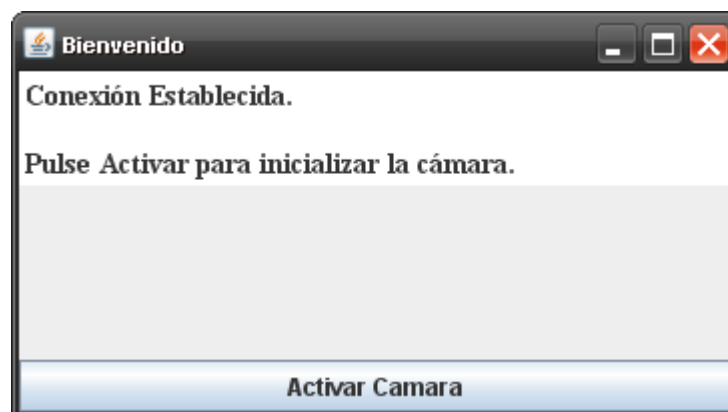 Bienvenido
Conexión Establecida.
Pulse Activar para inicializar la cámara.
Activar Camara